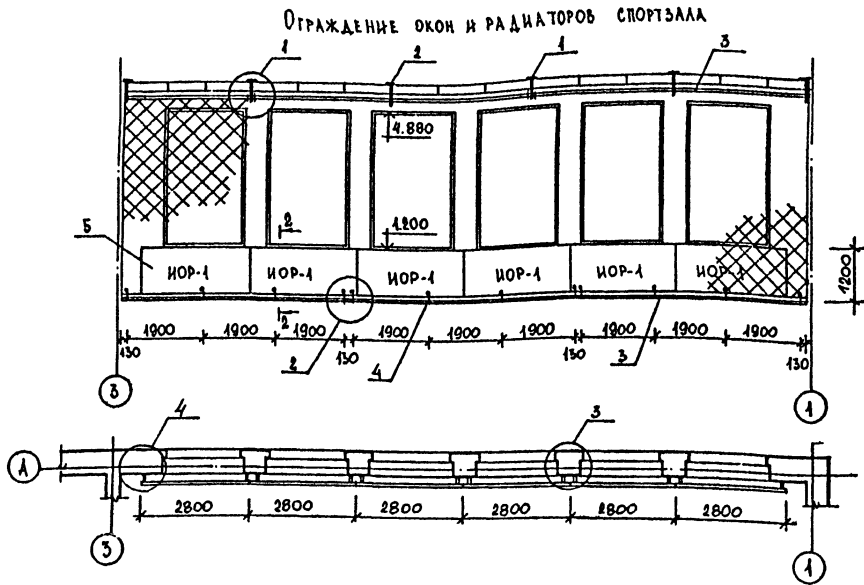 Ограждение окон и радиаторов спортзала
1 2 1 3
4.880
2
1.200
5
ИОР-1 ИОР-1 ИОР-1 ИОР-1 ИОР-1 ИОР-1
1200
2
1900 1900 1900 1900 1900 1900 1900 1900 1900
130 130 130 130
2 4 3
3 1
4 3
А
2800 2800 2800 2800 2800 2800
3 1